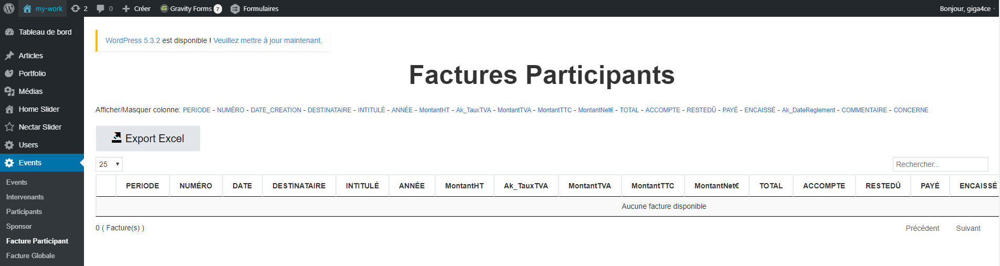 my-work 2 0 Créer Gravity Forms 7 Formulaires Bonjour, giga4ce
Tableau de bord
Articles
Portfolio
Médias
Home Slider
Nectar Slider
Users
Events
Events
Intervenants
Participants
Sponsor
Facture Participant
Facture Globale
WordPress 5.3.2 est disponible ! Veuillez mettre à jour maintenant.
Factures Participants
Afficher/Masquer colonne: PERIODE - NUMÉRO - DATE_CREATION - DESTINATAIRE - INTITULÉ - ANNÉE - MontantHT - Ak_TauxTVA - MontantTVA - MontantTTC - MontantNet€ - TOTAL - ACCOMPTE - RESTEDÛ - PAYÉ - ENCAISSÉ - Ak_DateReglement - COMMENTAIRE - CONCERNE
Export Excel
25 Rechercher...
PERIODE NUMÉRO DATE DESTINATAIRE INTITULÉ ANNÉE MontantHT Ak_TauxTVA MontantTVA MontantTTC MontantNet€ TOTAL ACCOMPTE RESTEDÛ PAYÉ ENCAISSÉ
Aucune facture disponible
0 ( Facture(s) ) Précédent Suivant